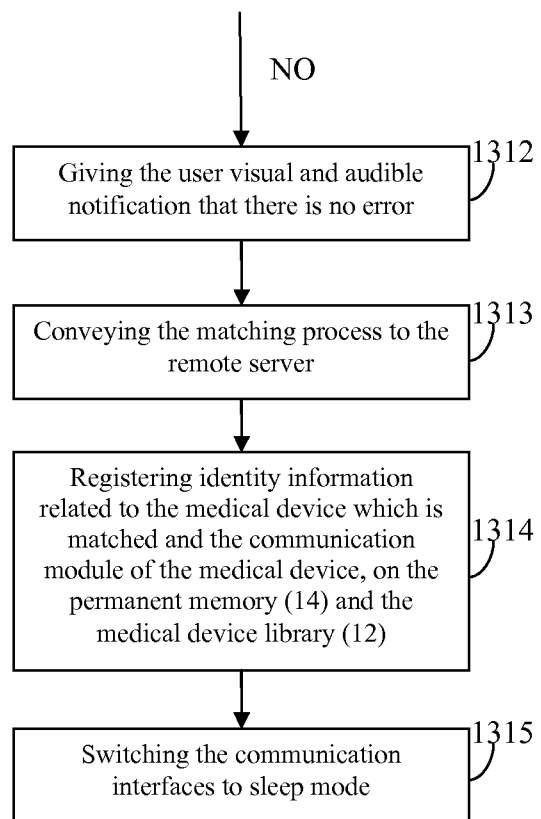 NO
1312
Giving the user visual and audible
notification that there is no error
1313
Conveying the matching process to the
remote server
Registering identity information
related to the medical device which is
matched and the communication
module of the medical device, on the
permanent memory (14) and the
medical device library (12)
1314
1315
Switching the communication
interfaces to sleep mode